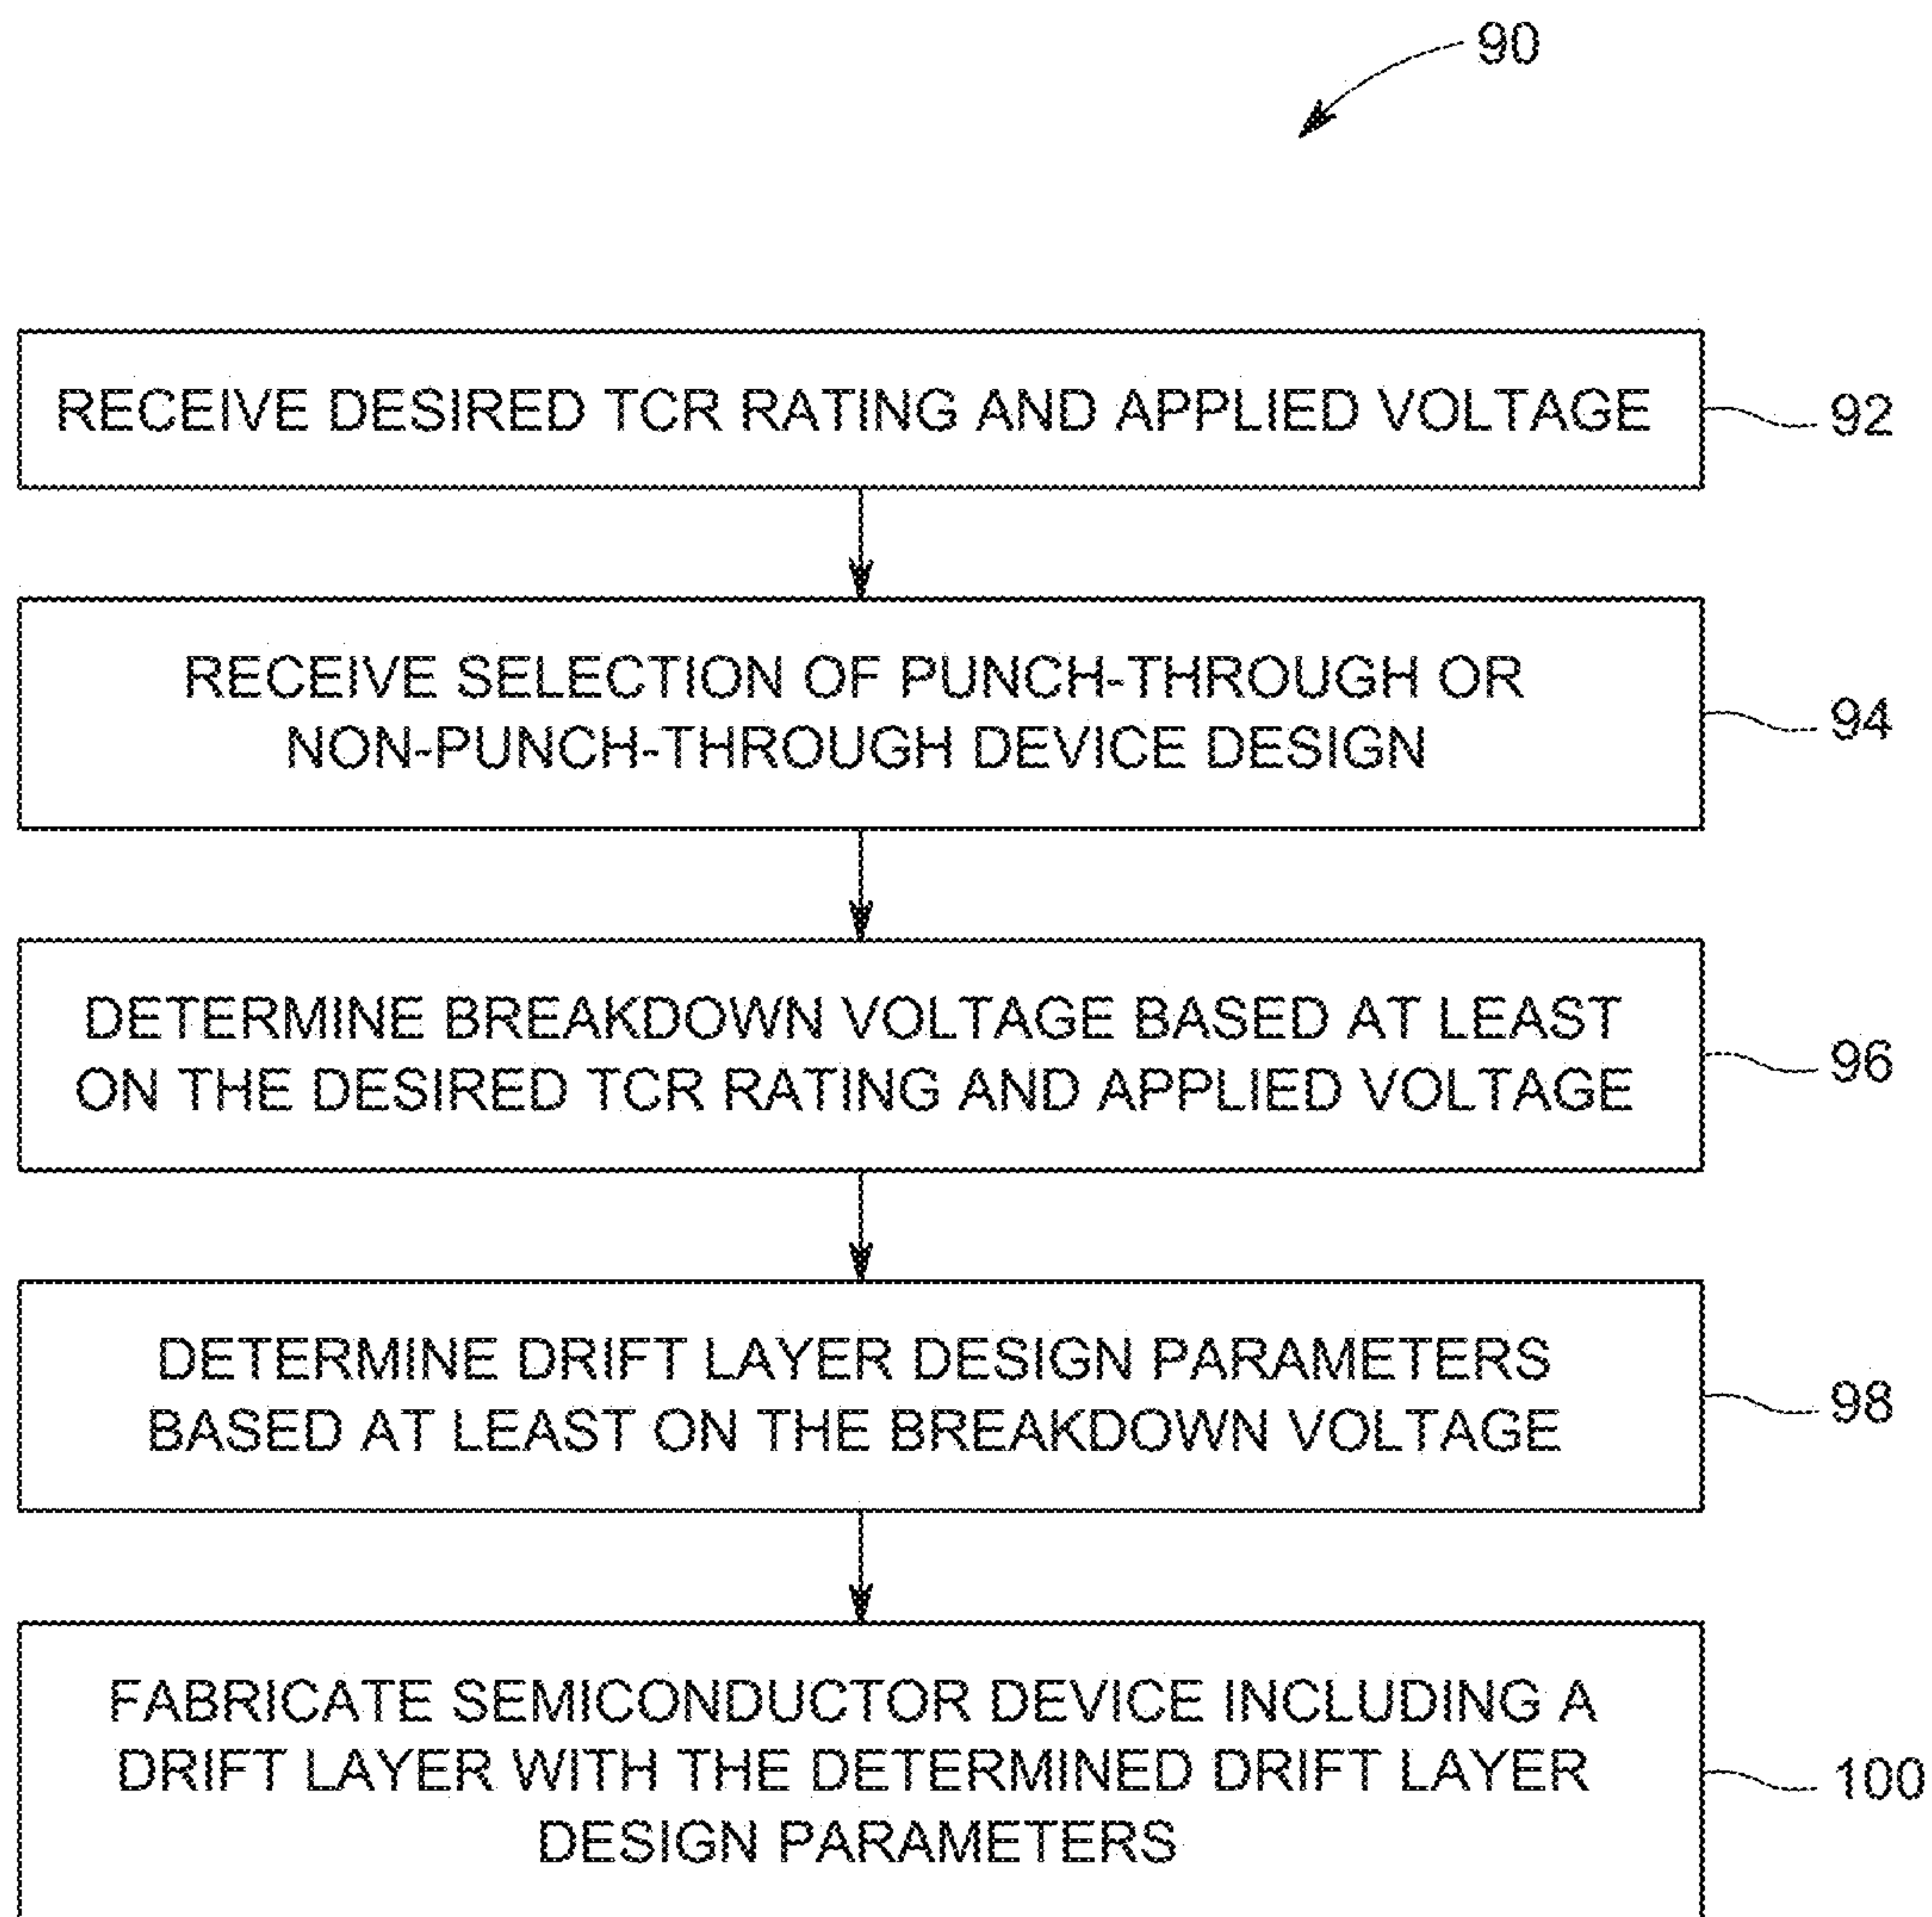 90
RECEIVE DESIRED TCR RATING AND APPLIED VOLTAGE
92
RECEIVE SELECTION OF PUNCH-THROUGH OR
NON-PUNCH-THROUGH DEVICE DESIGN
94
DETERMINE BREAKDOWN VOLTAGE BASED AT LEAST
ON THE DESIRED TCR RATING AND APPLIED VOLTAGE
96
DETERMINE DRIFT LAYER DESIGN PARAMETERS
BASED AT LEAST ON THE BREAKDOWN VOLTAGE
98
FABRICATE SEMICONDUCTOR DEVICE INCLUDING A
DRIFT LAYER WITH THE DETERMINED DRIFT LAYER
DESIGN PARAMETERS
100